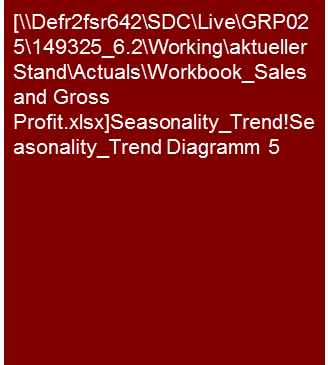 [\\Defr2fsr642\SDC\Live\GRP02
5\149325_6.2\Working\aktueller
Stand\Actuals\Workbook_Sales
and Gross
Profit.xlsx]Seasonality_Trend!Se
asonality_Trend Diagramm 5